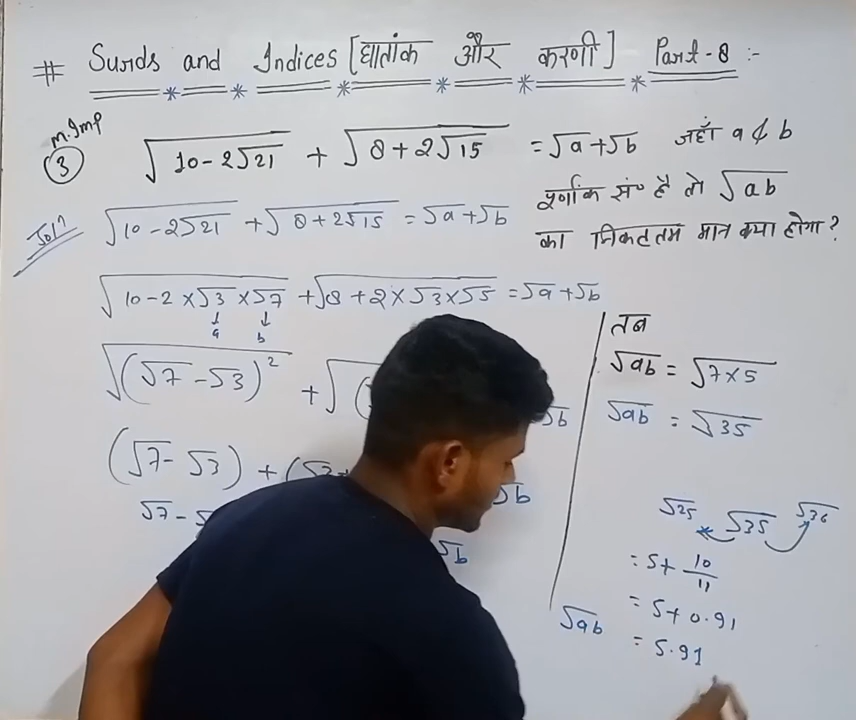 # Surds and Indices [घातांक और करणी] Part-8 :-
m.Imp
③ √(10-2√21) + √(8+2√15) = √a+√b जहाँ a & b
पूर्णांक सं० है तो √ab
का निकटतम मान क्या होगा?
Solⁿ √(10-2√21) + √(8+2√15) = √a+√b
√(10-2×√3×√7) + √(8+2×√3×√5) = √a+√b
↓ ↓
a b
√(√7-√3)² + √( √b
(√7-√3) + (√3+ √b
√7- √b
तब
√ab = √7×5
√ab = √35
√25 √35 √36
= 5+ 10/11
= 5+0.91
√ab = 5.91